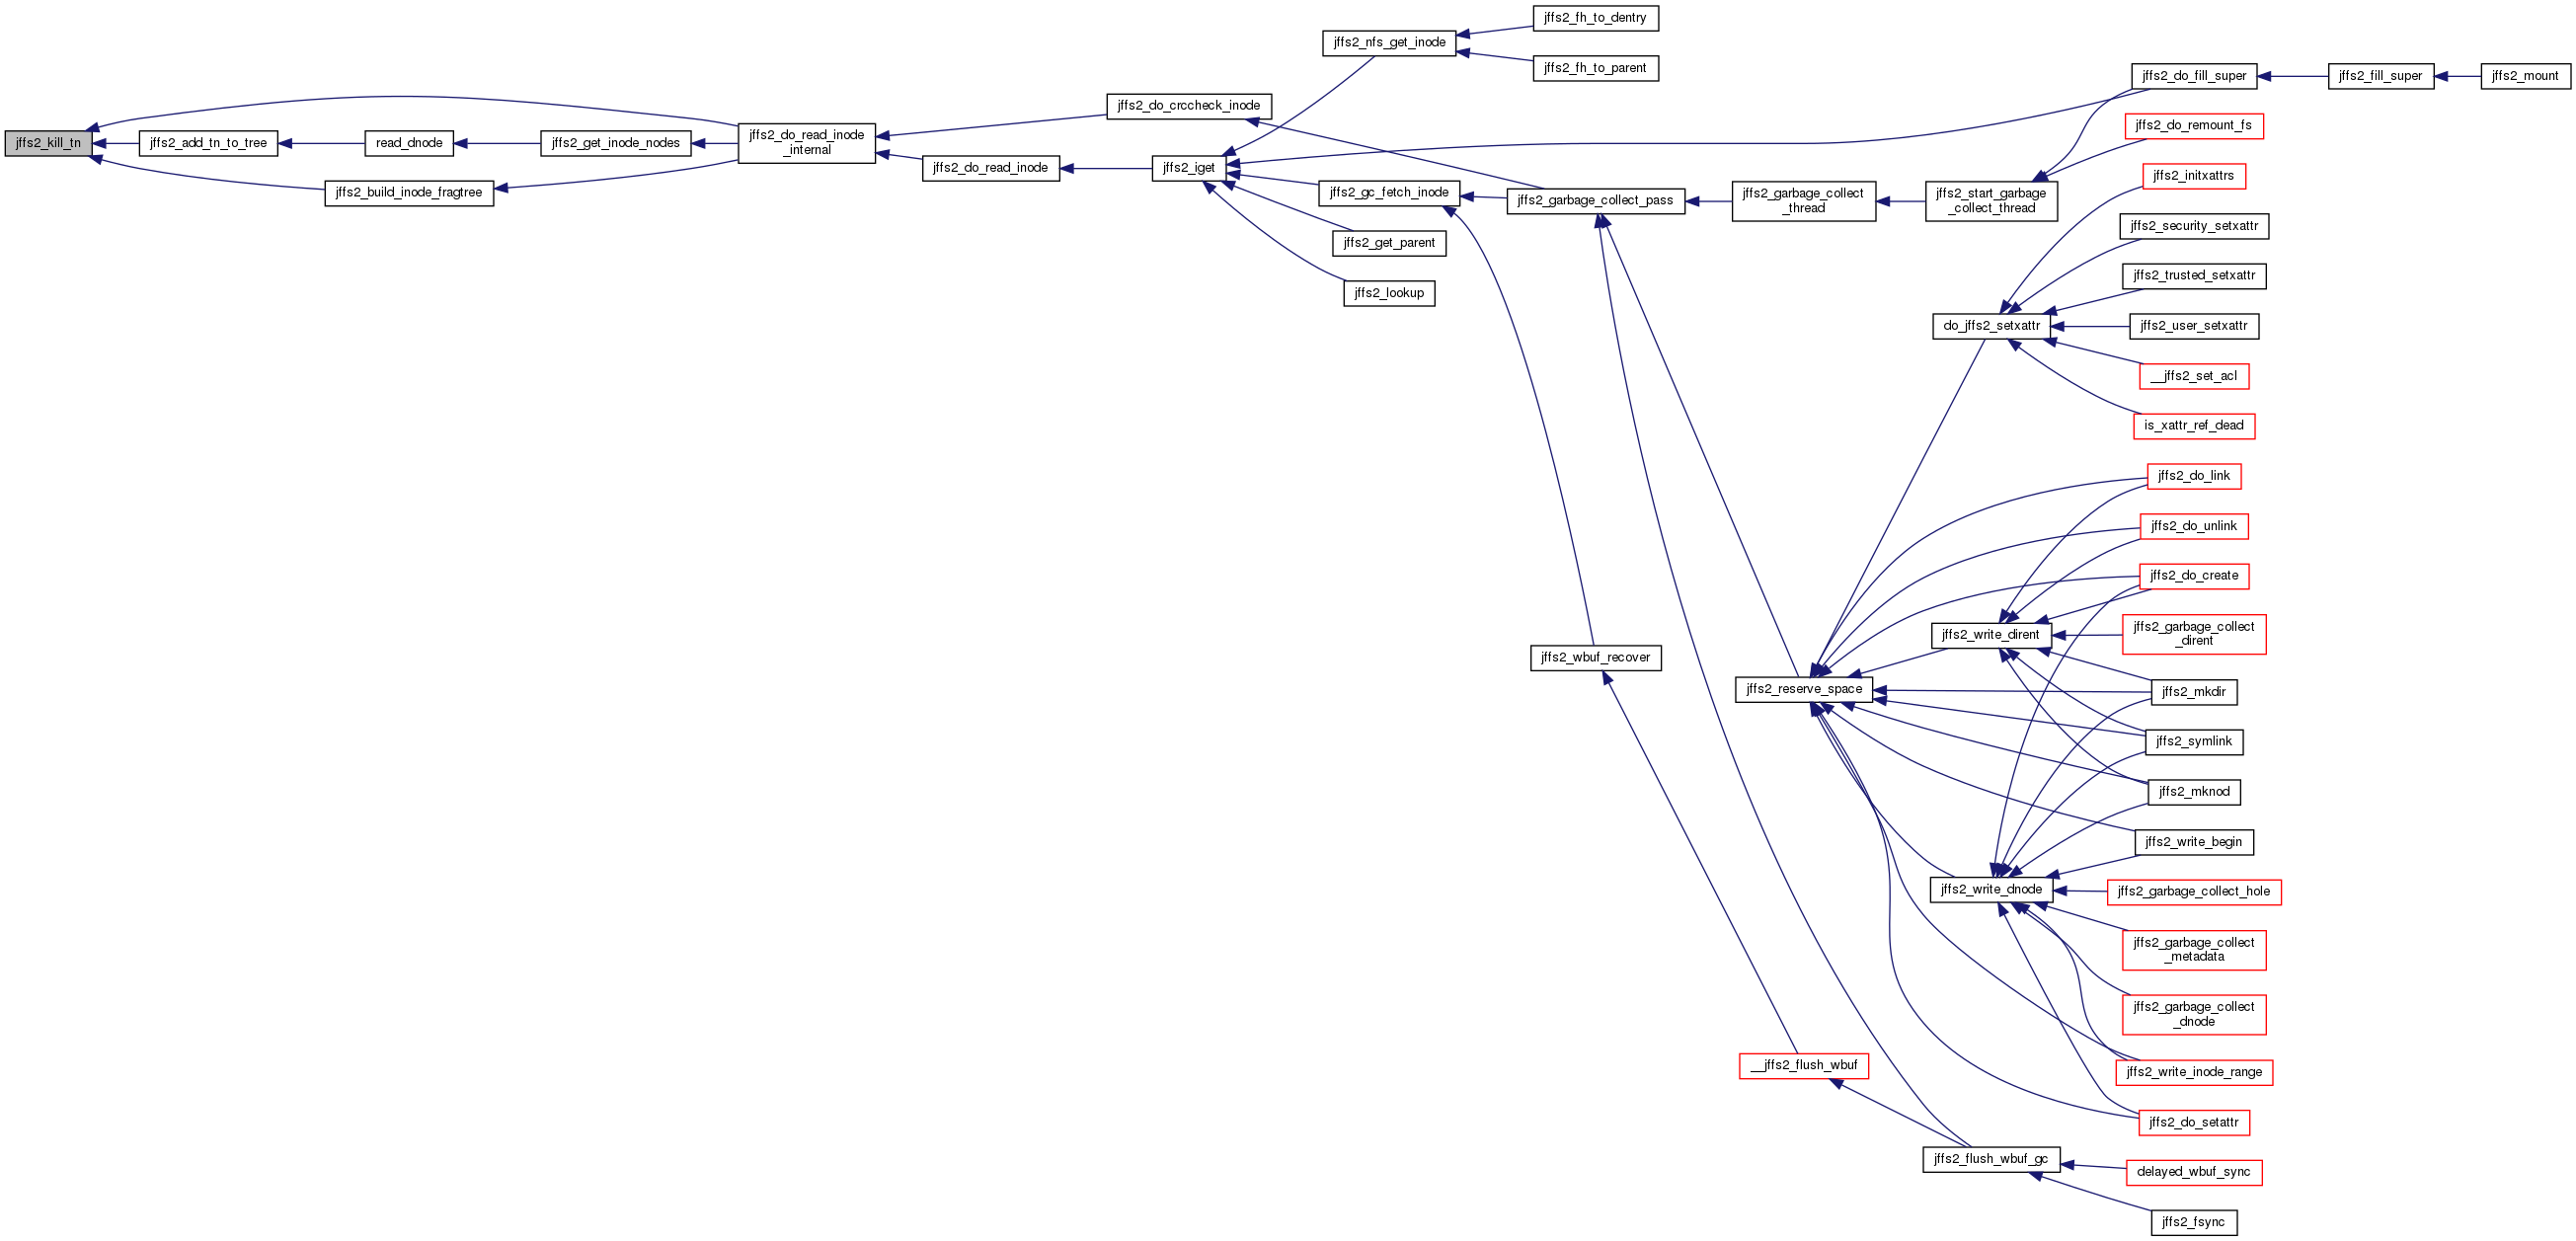 jffs2_kill_tn
jffs2_add_tn_to_tree
read_dnode
jffs2_get_inode_nodes
jffs2_build_inode_fragtree
jffs2_do_read_inode
_internal
jffs2_do_crccheck_inode
jffs2_do_read_inode
jffs2_iget
jffs2_nfs_get_inode
jffs2_fh_to_dentry
jffs2_fh_to_parent
jffs2_gc_fetch_inode
jffs2_get_parent
jffs2_lookup
jffs2_garbage_collect_pass
jffs2_garbage_collect
_thread
jffs2_start_garbage
_collect_thread
jffs2_do_fill_super
jffs2_fill_super
jffs2_mount
jffs2_do_remount_fs
jffs2_initxattrs
jffs2_security_setxattr
jffs2_trusted_setxattr
do_jffs2_setxattr
jffs2_user_setxattr
__jffs2_set_acl
is_xattr_ref_dead
jffs2_do_link
jffs2_do_unlink
jffs2_do_create
jffs2_write_dirent
jffs2_garbage_collect
_dirent
jffs2_wbuf_recover
jffs2_reserve_space
jffs2_mkdir
jffs2_symlink
jffs2_mknod
jffs2_write_begin
jffs2_write_dnode
jffs2_garbage_collect_hole
jffs2_garbage_collect
_metadata
jffs2_garbage_collect
_dnode
__jffs2_flush_wbuf
jffs2_write_inode_range
jffs2_do_setattr
jffs2_flush_wbuf_gc
delayed_wbuf_sync
jffs2_fsync